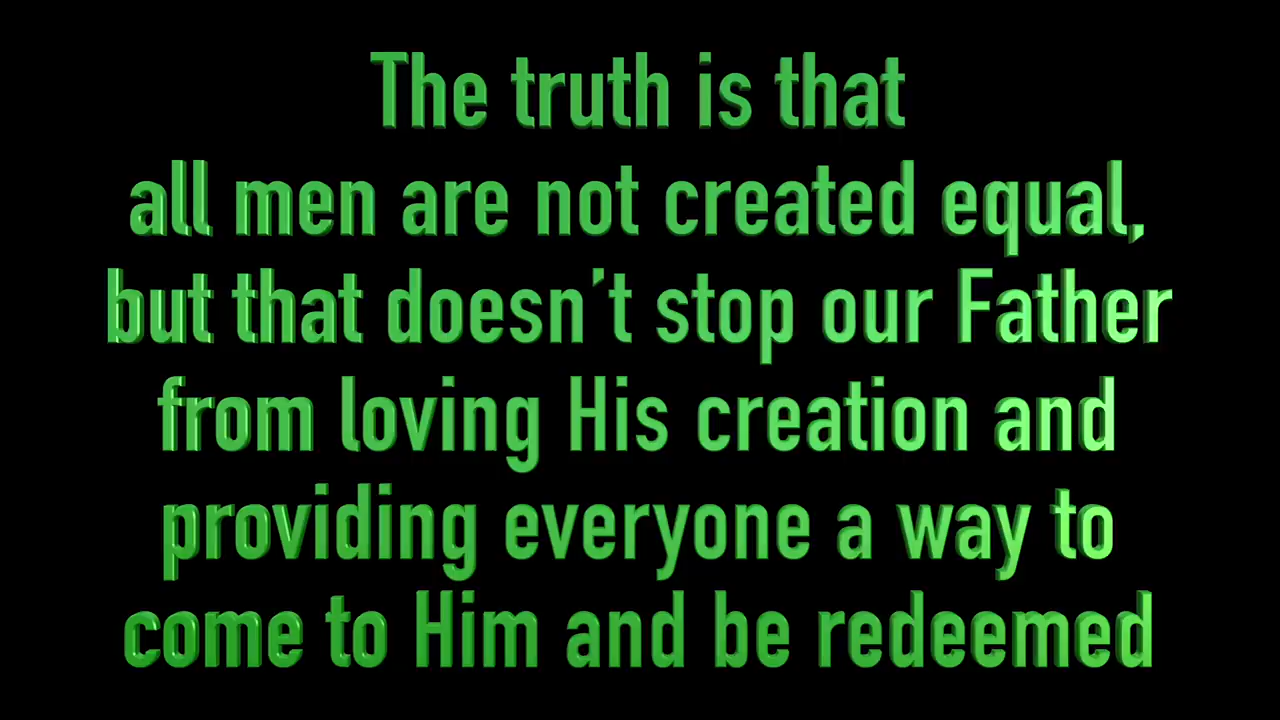 The truth is that
all men are not created equal,
but that doesn't stop our Father
from loving His creation and
providing everyone a way to
come to Him and be redeemed